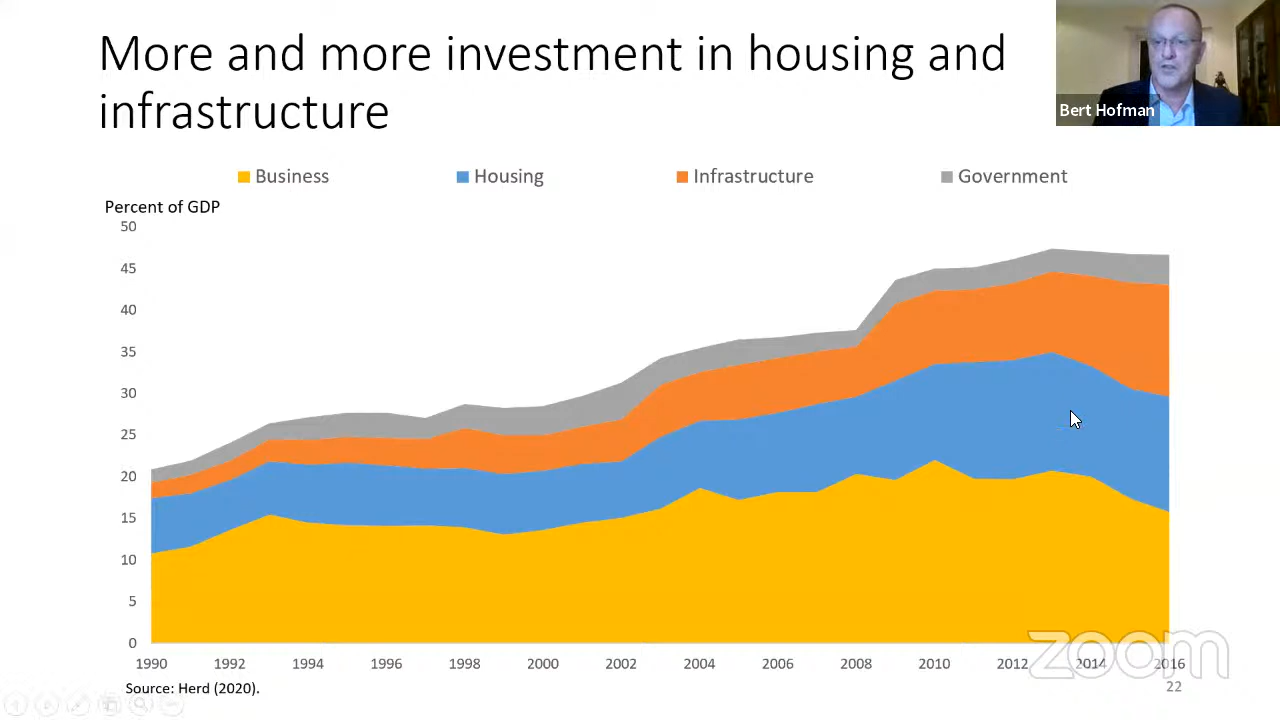 More and more investment in housing and
infrastructure
Bert Hofman
Business
Housing
Infrastructure
Government
Percent of GDP
50
45
40
35
30
25
20
15
10
5
0
1990 1992 1994 1996 1998 2000 2002 2004 2006 2008 2010 2012 2014 2016
zoom
Source: Herd (2020).
22